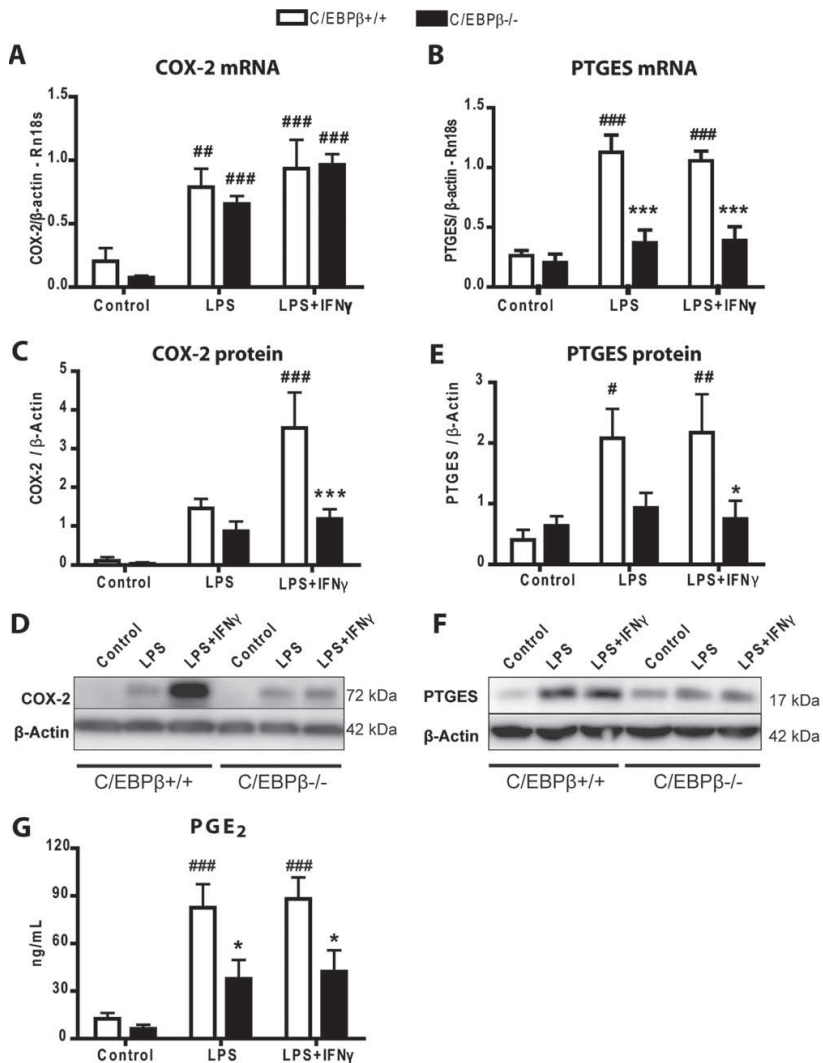 C/EBPβ+/+ C/EBPβ-/-
A
COX-2 mRNA
COX-2/β-actin - Rn18s
1.5
1.0
0.5
0.0
## ### ### ###
Control LPS LPS+IFNγ
B
PTGES mRNA
PTGES/ β-actin - Rn18s
1.5
1.0
0.5
0.0
### *** ### ***
Control LPS LPS+IFNγ
C
COX-2 protein
COX-2 / β-Actin
5
4
3
2
1
0
### ***
Control LPS LPS+IFNγ
E
PTGES protein
PTGES / β-Actin
3
2
1
0
# ## *
Control LPS LPS+IFNγ
D
Control LPS LPS+IFNγ Control LPS LPS+IFNγ
COX-2 72 kDa
β-Actin 42 kDa
C/EBPβ+/+ C/EBPβ-/-
F
Control LPS LPS+IFNγ Control LPS LPS+IFNγ
PTGES 17 kDa
β-Actin 42 kDa
C/EBPβ+/+ C/EBPβ-/-
G
PGE2
ng/mL
120
90
60
30
0
### * ### *
Control LPS LPS+IFNγ